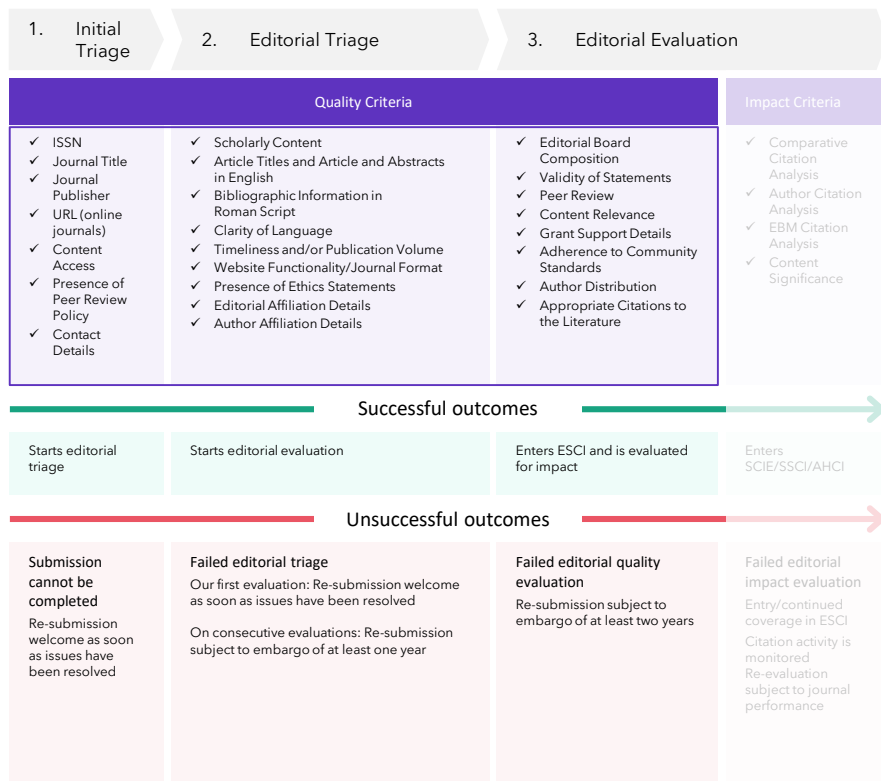 1. Initial
Triage
2. Editorial Triage
3. Editorial Evaluation
Quality Criteria
Impact Criteria
✓ ISSN
✓ Journal Title
✓ Journal
Publisher
✓ URL (online
journals)
✓ Content
Access
✓ Presence of
Peer Review
Policy
✓ Contact
Details
✓ Scholarly Content
✓ Article Titles and Article and Abstracts
in English
✓ Bibliographic Information in
Roman Script
✓ Clarity of Language
✓ Timeliness and/or Publication Volume
✓ Website Functionality/Journal Format
✓ Presence of Ethics Statements
✓ Editorial Affiliation Details
✓ Author Affiliation Details
✓ Editorial Board
Composition
✓ Validity of Statements
✓ Peer Review
✓ Content Relevance
✓ Grant Support Details
✓ Adherence to Community
Standards
✓ Author Distribution
✓ Appropriate Citations to
the Literature
✓ Comparative
Citation
Analysis
✓ Author Citation
Analysis
✓ EBM Citation
Analysis
✓ Content
Significance
Successful outcomes
Starts editorial
triage
Starts editorial evaluation
Enters ESCI and is evaluated
for impact
Enters
SCIE/SSCI/AHCI
Unsuccessful outcomes
Submission
cannot be
completed
Re-submission
welcome as soon
as issues have
been resolved
Failed editorial triage
Our first evaluation: Re-submission welcome
as soon as issues have been resolved
On consecutive evaluations: Re-submission
subject to embargo of at least one year
Failed editorial quality
evaluation
Re-submission subject to
embargo of at least two years
Failed editorial
impact evaluation
Entry/continued
coverage in ESCI
Citation activity is
monitored
Re-evaluation
subject to journal
performance